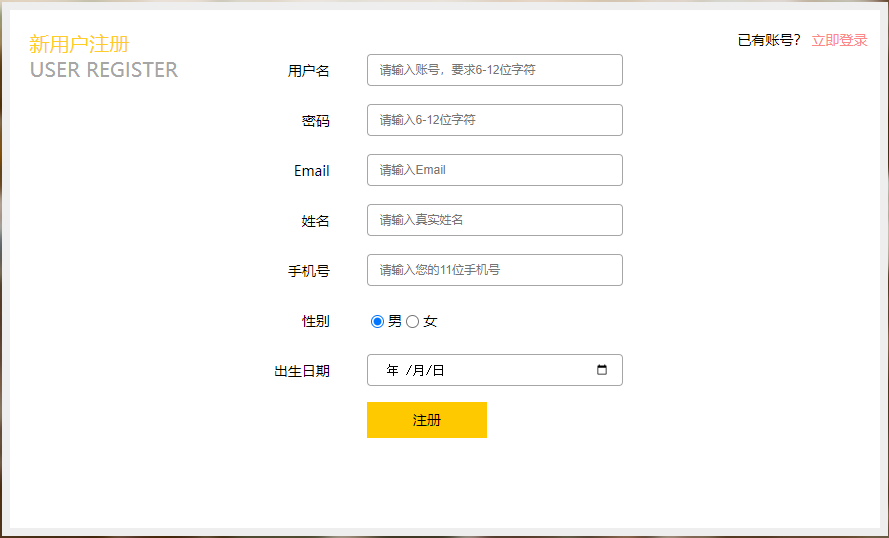 新用户注册
USER REGISTER
已有账号? 立即登录
用户名 请输入账号，要求6-12位字符
密码 请输入6-12位字符
Email 请输入Email
姓名 请输入真实姓名
手机号 请输入您的11位手机号
性别 男 女
出生日期 年 /月/日
注册